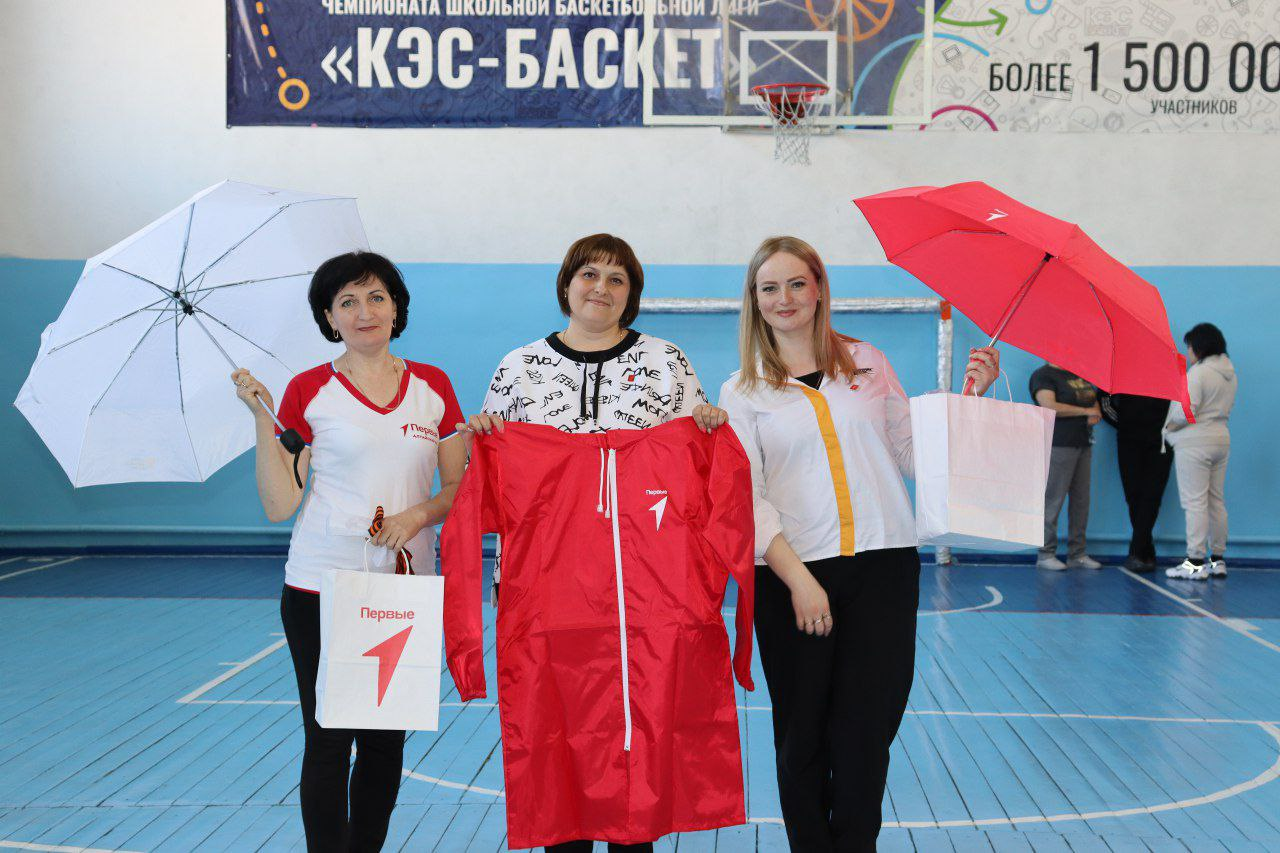 ЧЕМПИОНАТА ШКОЛЬНОЙ БАСКЕТБОЛЬНОЙ ЛИГИ
«КЭС-БАСКЕТ»
БОЛЕЕ 1 500 00
УЧАСТНИКОВ
Первые
Первые
Первые